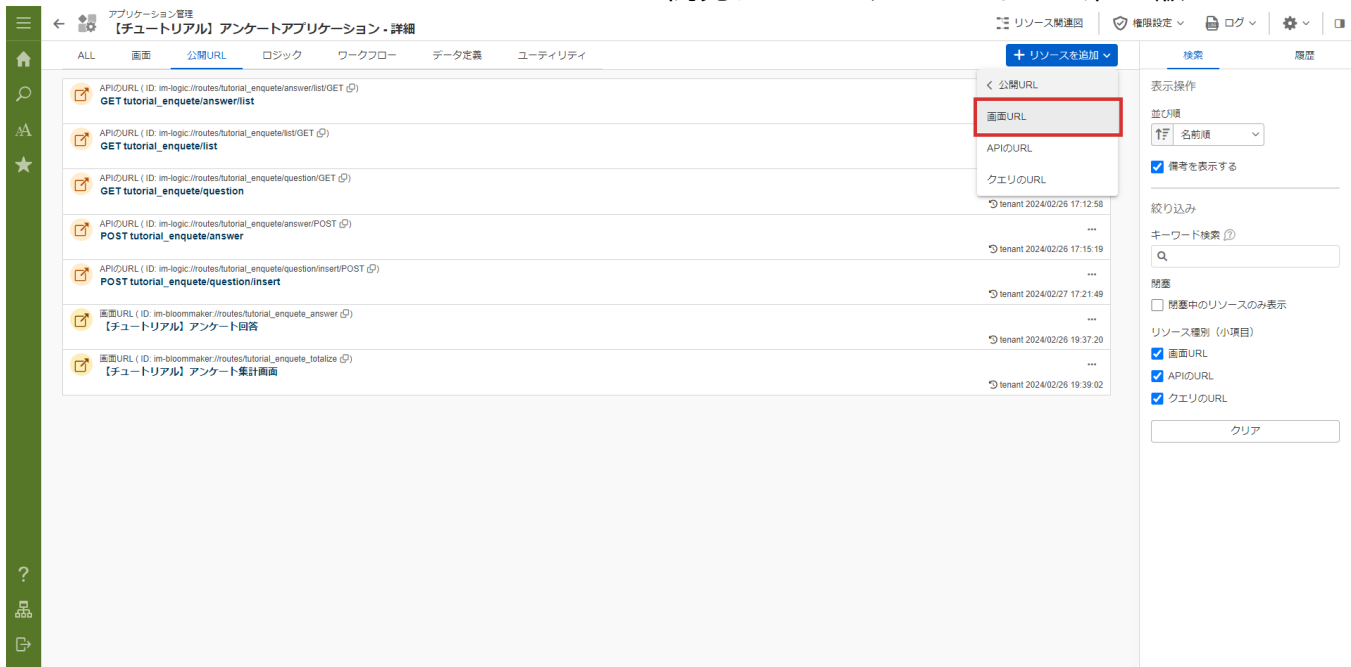 アプリケーション管理
【チュートリアル】アンケートアプリケーション - 詳細
リソース関連図
権限設定
ログ
ALL
画面
公開URL
ロジック
ワークフロー
データ定義
ユーティリティ
+ リソースを追加
検索
履歴
< 公開URL
画面URL
APIのURL
クエリのURL
APIのURL ( ID: im-logic://routes/tutorial_enquete/answer/list/GET )
GET tutorial_enquete/answer/list
APIのURL ( ID: im-logic://routes/tutorial_enquete/list/GET )
GET tutorial_enquete/list
APIのURL ( ID: im-logic://routes/tutorial_enquete/question/GET )
GET tutorial_enquete/question
tenant 2024/02/26 17:12:58
APIのURL ( ID: im-logic://routes/tutorial_enquete/answer/POST )
POST tutorial_enquete/answer
tenant 2024/02/26 17:15:19
APIのURL ( ID: im-logic://routes/tutorial_enquete/question/insert/POST )
POST tutorial_enquete/question/insert
tenant 2024/02/27 17:21:49
画面URL ( ID: im-bloommaker://routes/tutorial_enquete_answer )
【チュートリアル】アンケート回答
tenant 2024/02/26 19:37:20
画面URL ( ID: im-bloommaker://routes/tutorial_enquete_totalize )
【チュートリアル】アンケート集計画面
tenant 2024/02/26 19:39:02
表示操作
並び順
名前順
備考を表示する
絞り込み
キーワード検索
閉塞
閉塞中のリソースのみ表示
リソース種別（小項目）
画面URL
APIのURL
クエリのURL
クリア